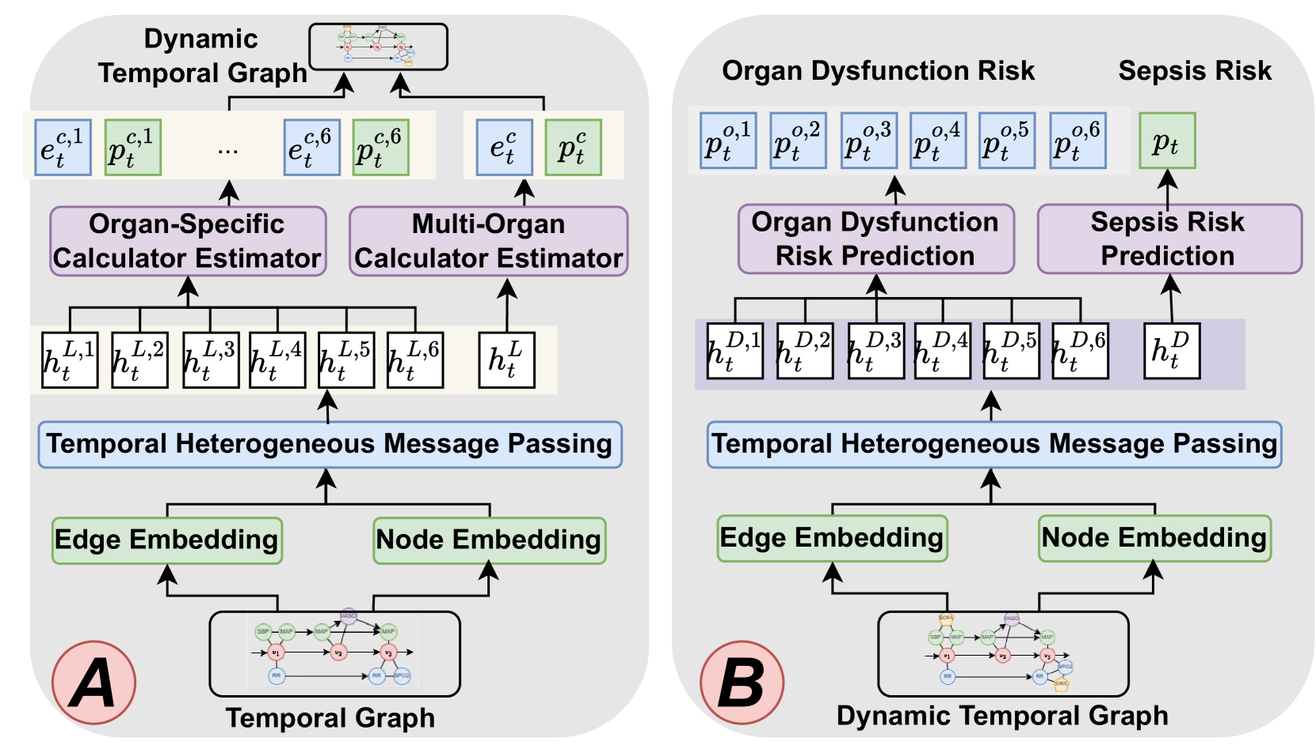 Dynamic
Temporal Graph
e_t^{c,1} p_t^{c,1} ... e_t^{c,6} p_t^{c,6} e_t^c p_t^c
Organ-Specific
Calculator Estimator
Multi-Organ
Calculator Estimator
h_t^{L,1} h_t^{L,2} h_t^{L,3} h_t^{L,4} h_t^{L,5} h_t^{L,6} h_t^L
Temporal Heterogeneous Message Passing
Edge Embedding
Node Embedding
VASO
SBP MAP MAP MAP
v_1 v_2 v_3
RR RR SPO2
A
Temporal Graph
Organ Dysfunction Risk
Sepsis Risk
p_t^{o,1} p_t^{o,2} p_t^{o,3} p_t^{o,4} p_t^{o,5} p_t^{o,6} p_t
Organ Dysfunction
Risk Prediction
Sepsis Risk
Prediction
h_t^{D,1} h_t^{D,2} h_t^{D,3} h_t^{D,4} h_t^{D,5} h_t^{D,6} h_t^D
Temporal Heterogeneous Message Passing
Edge Embedding
Node Embedding
SOFA VASO
SBP MAP MAP MAP
v_1 v_2 v_3
SPO2
RR RR
SIRS
B
Dynamic Temporal Graph